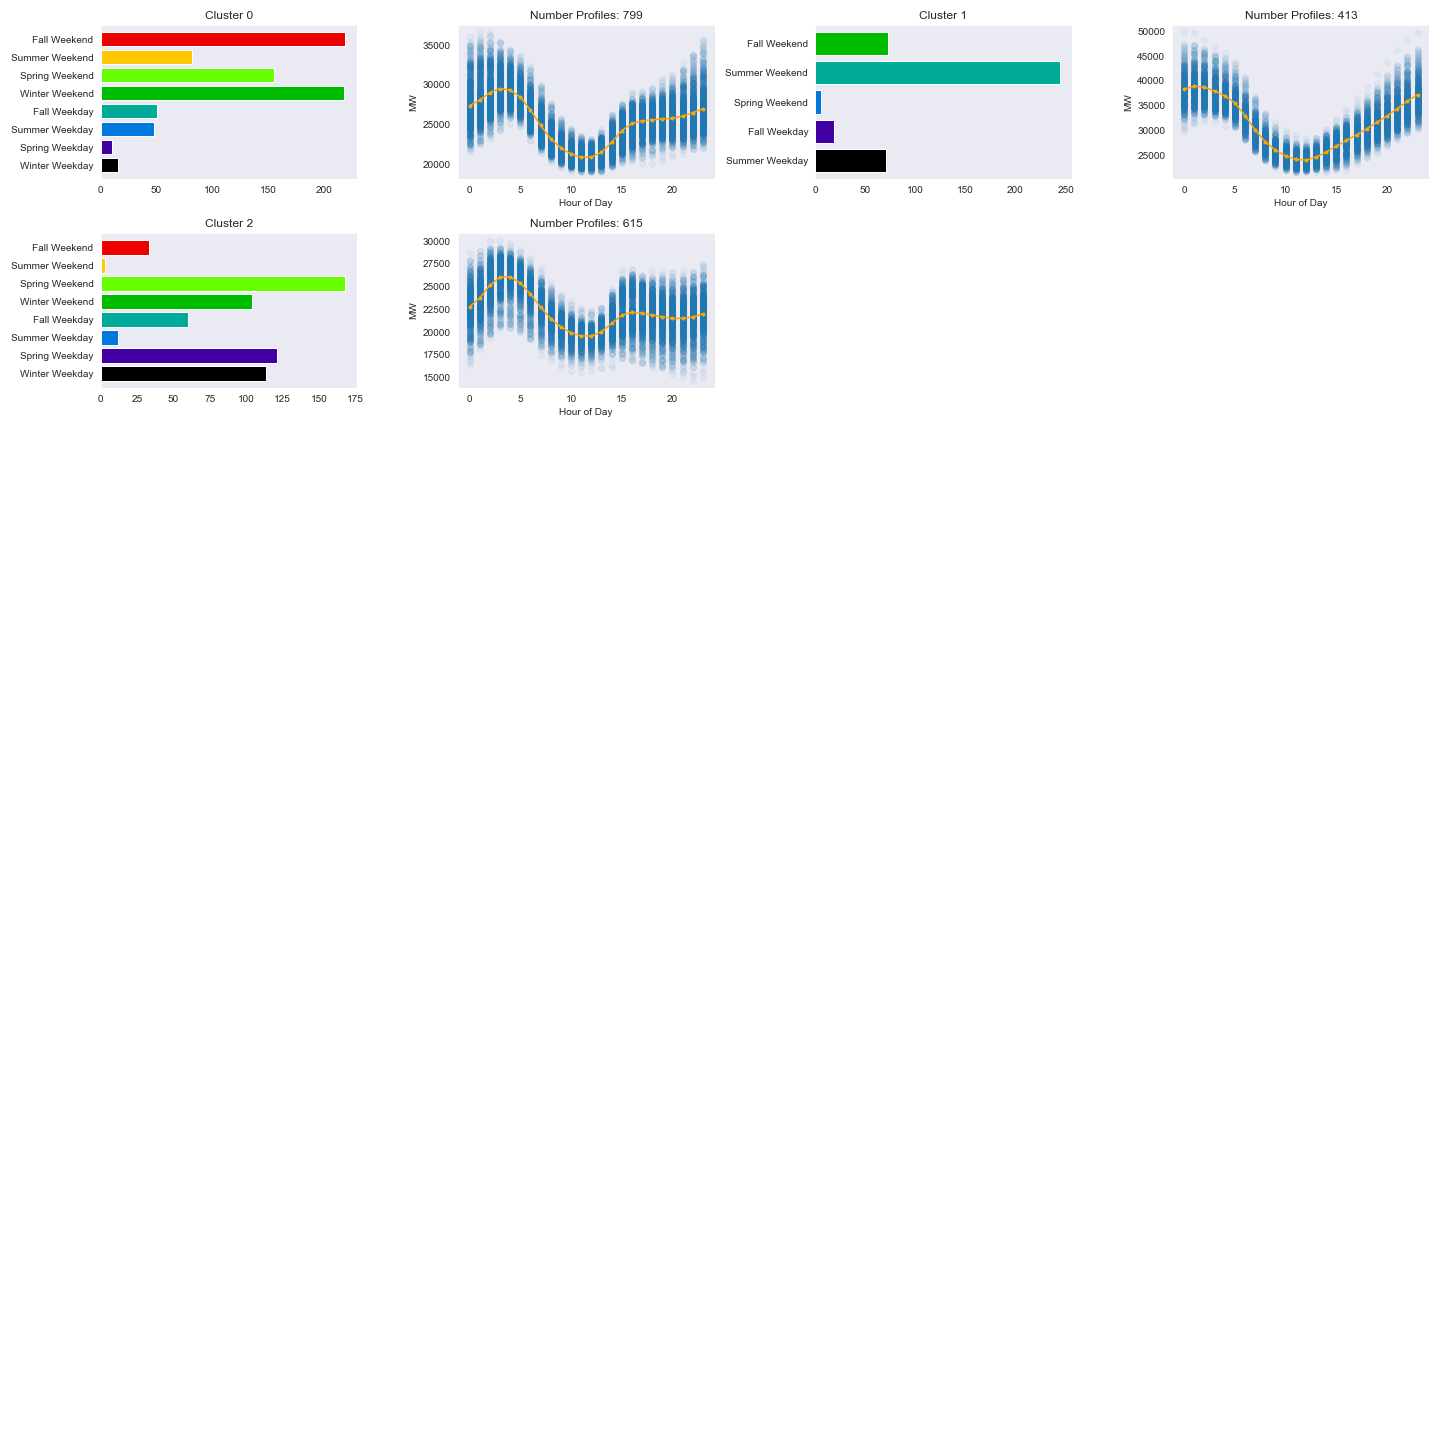 Cluster 0
Fall Weekend
Summer Weekend
Spring Weekend
Winter Weekend
Fall Weekday
Summer Weekday
Spring Weekday
Winter Weekday
0 50 100 150 200
Number Profiles: 799
MW
35000
30000
25000
20000
0 5 10 15 20
Hour of Day
Cluster 1
Fall Weekend
Summer Weekend
Spring Weekend
Fall Weekday
Summer Weekday
0 50 100 150 200 250
Number Profiles: 413
MW
50000
45000
40000
35000
30000
25000
0 5 10 15 20
Hour of Day
Cluster 2
Fall Weekend
Summer Weekend
Spring Weekend
Winter Weekend
Fall Weekday
Summer Weekday
Spring Weekday
Winter Weekday
0 25 50 75 100 125 150 175
Number Profiles: 615
MW
30000
27500
25000
22500
20000
17500
15000
0 5 10 15 20
Hour of Day